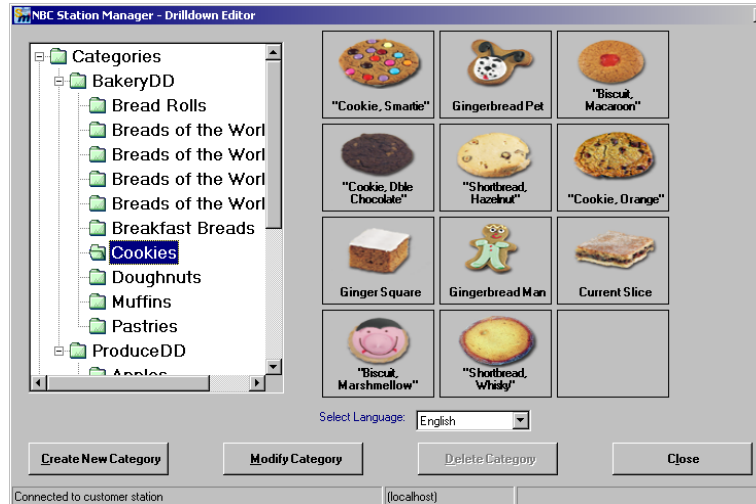 NBC Station Manager - Drilldown Editor
Categories
BakeryDD
Bread Rolls
Breads of the Worl
Breads of the Worl
Breads of the Worl
Breads of the Worl
Breakfast Breads
Cookies
Doughnuts
Muffins
Pastries
ProduceDD
Apples
"Cookie, Smartie"
Gingerbread Pet
"Biscuit,
Macaroon"
"Cookie, Dble
Chocolate"
"Shortbread,
Hazelnut"
"Cookie, Orange"
Ginger Square
Gingerbread Man
Current Slice
"Biscuit,
Marshmellow"
"Shortbread,
Whisky"
Select Language:
English
Create New Category
Modify Category
Delete Category
Close
Connected to customer station
(localhost)